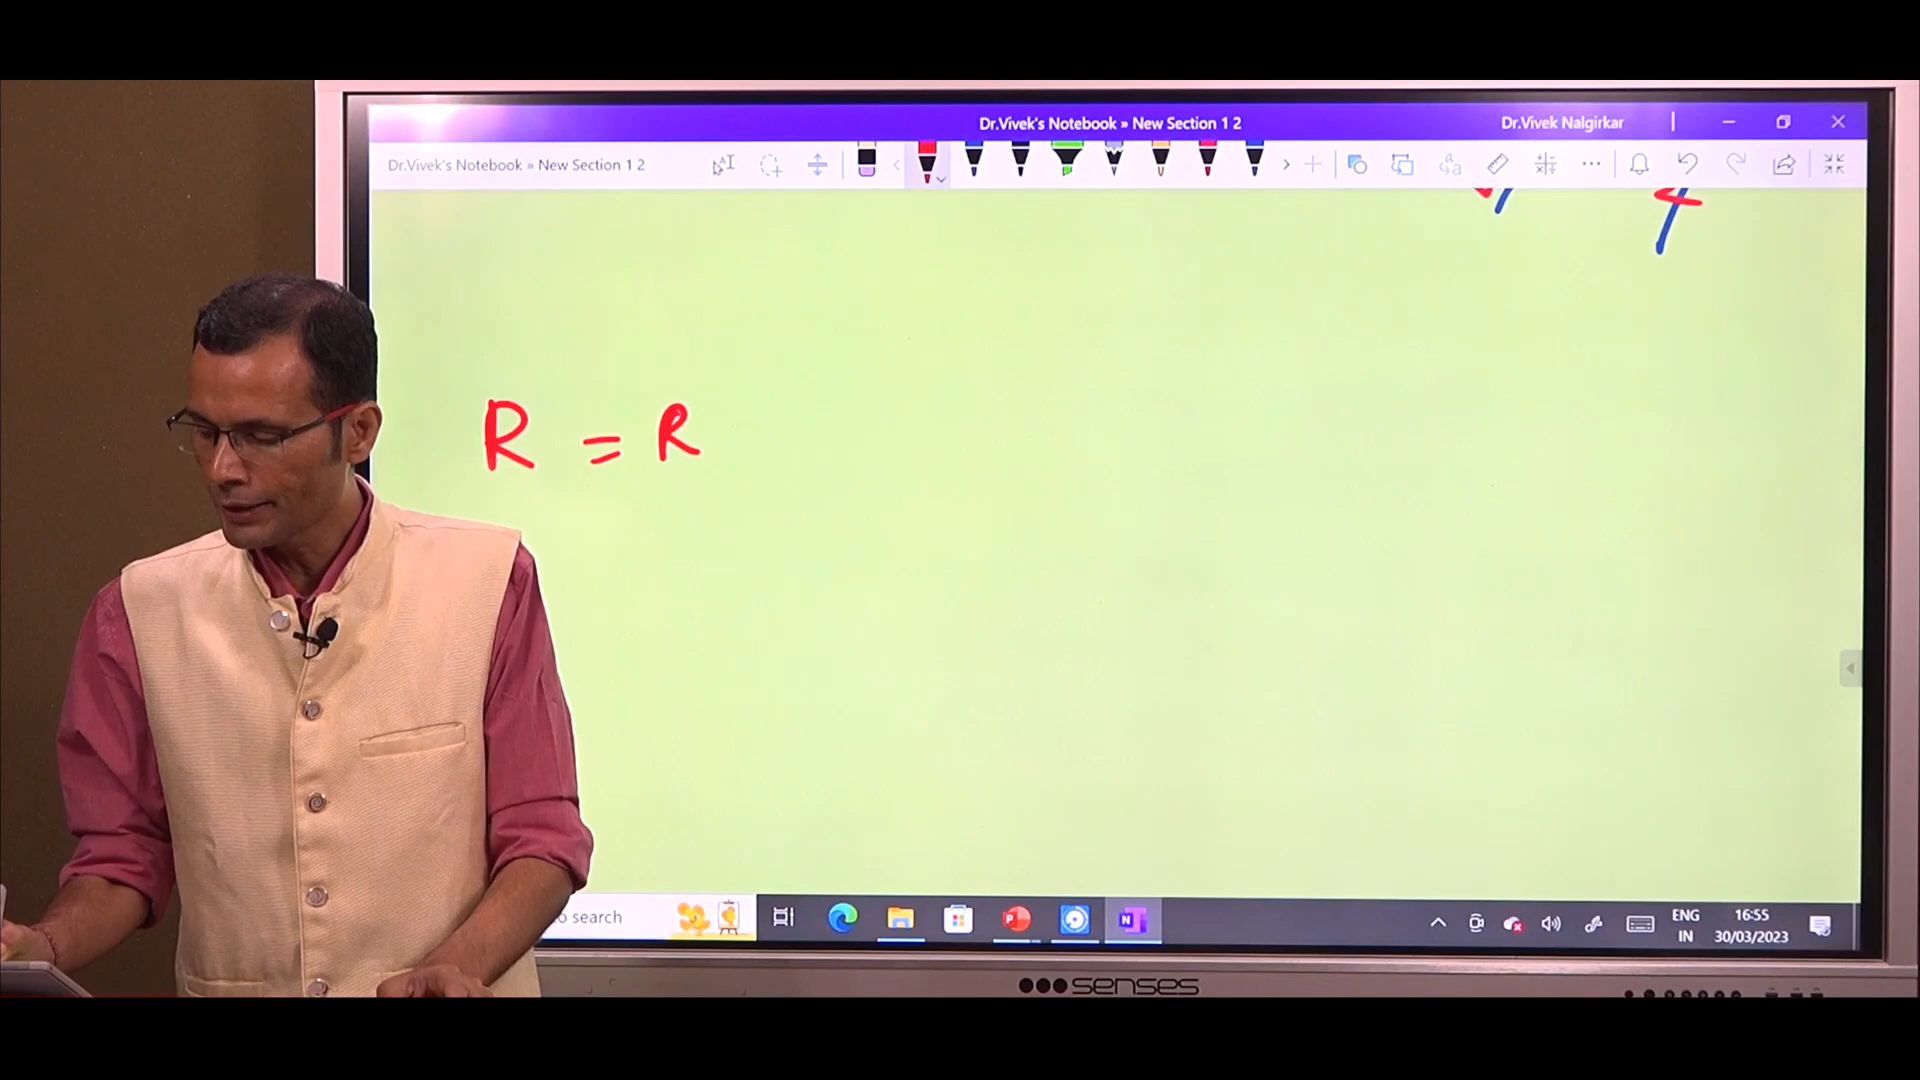 Dr.Vivek's Notebook » New Section 1 2
Dr.Vivek Nalgirkar
Dr.Vivek's Notebook » New Section 1 2
R = R
o search
ENG
IN
16:55
30/03/2023
senses